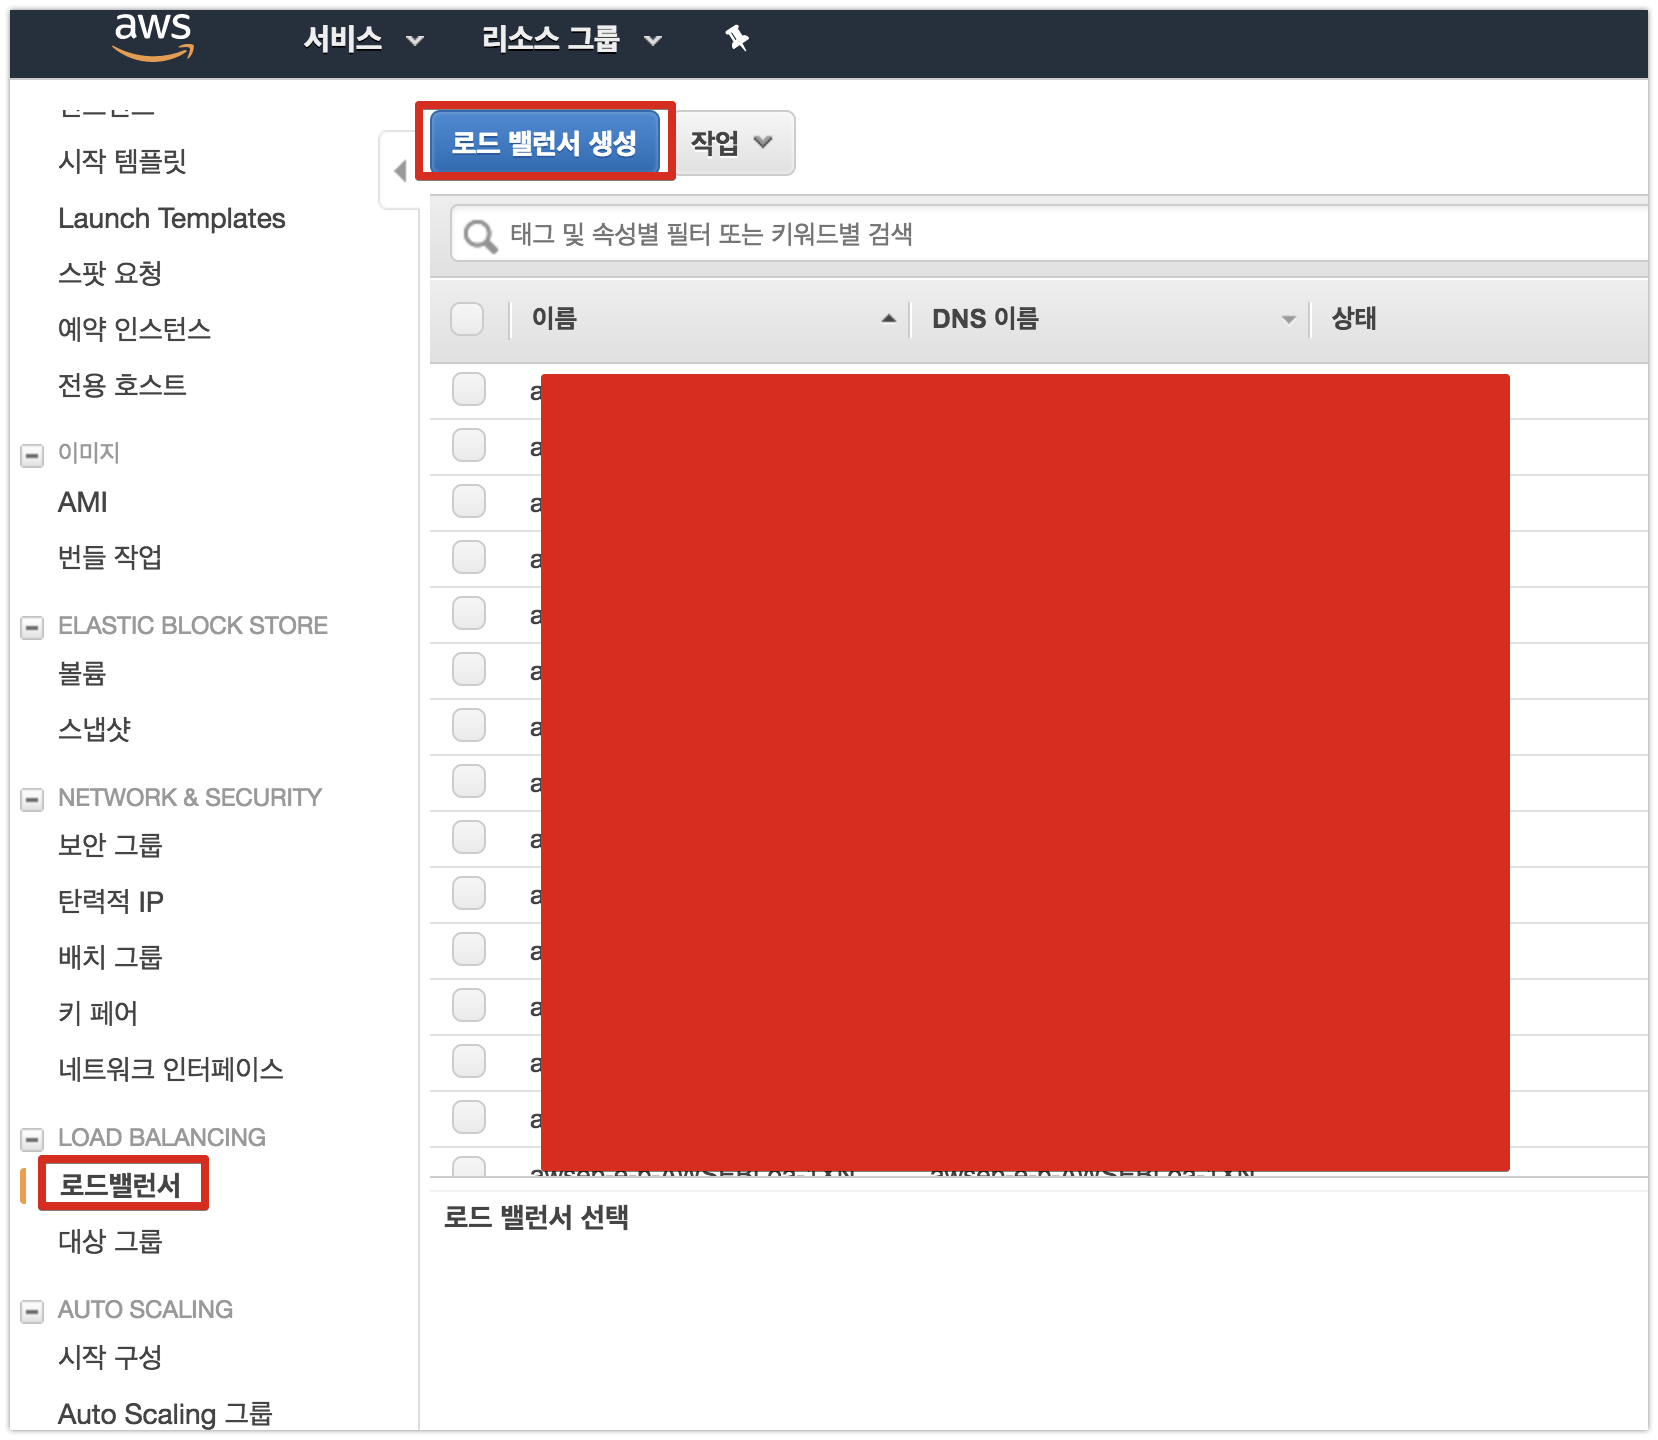 aws
서비스
리소스 그룹
시작 템플릿
Launch Templates
스팟 요청
예약 인스턴스
전용 호스트
이미지
AMI
번들 작업
ELASTIC BLOCK STORE
볼륨
스냅샷
NETWORK & SECURITY
보안 그룹
탄력적 IP
배치 그룹
키 페어
네트워크 인터페이스
LOAD BALANCING
로드밸런서
대상 그룹
AUTO SCALING
시작 구성
Auto Scaling 그룹
로드 밸런서 생성
작업
태그 및 속성별 필터 또는 키워드별 검색
이름
DNS 이름
상태
a
a
a
a
a
a
a
a
a
a
a
a
a
a
로드 밸런서 선택